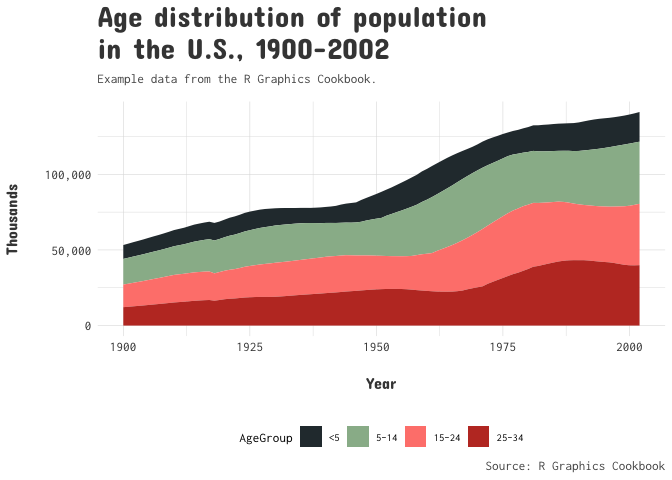 Age distribution of population
in the U.S., 1900-2002
Example data from the R Graphics Cookbook.
Thousands
100,000
50,000
0
1900 1925 1950 1975 2000
Year
AgeGroup <5 5-14 15-24 25-34
Source: R Graphics Cookbook